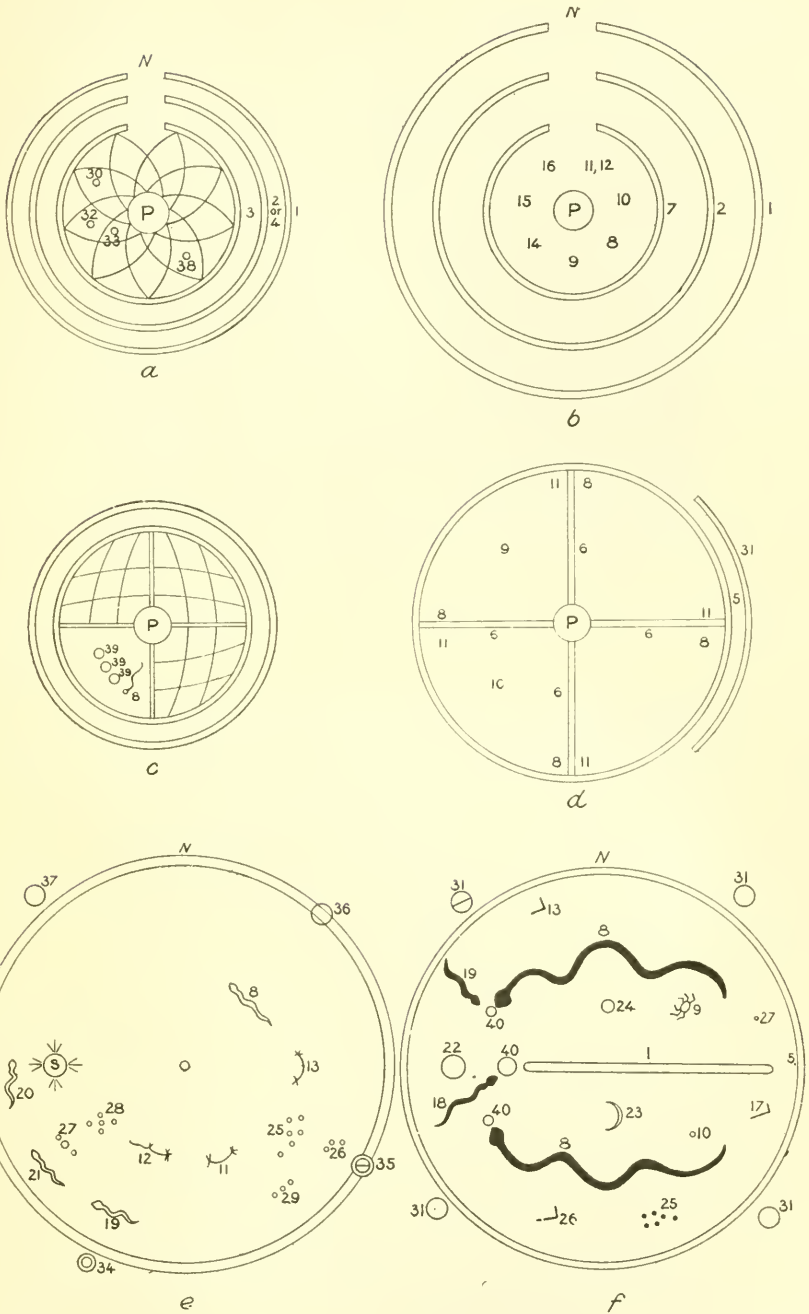 N
30
32
33
P
38
3
2
or
4
1
a
N
16 11,12
15 P 10
14 8
9
7 2 1
b
P
39
39
39
8
c
11 8
9 6
8 P 11
11 6 6 8
10 6
8 11
5 31
d
N
37
36
8
S
13
20
28
27
25
26
12
11
35
21
29
19
34
e
N
31 31
13
8
19
40 24 9 27
22 40 1 5
18
40 23 10 17
8
31 26 25 31
f